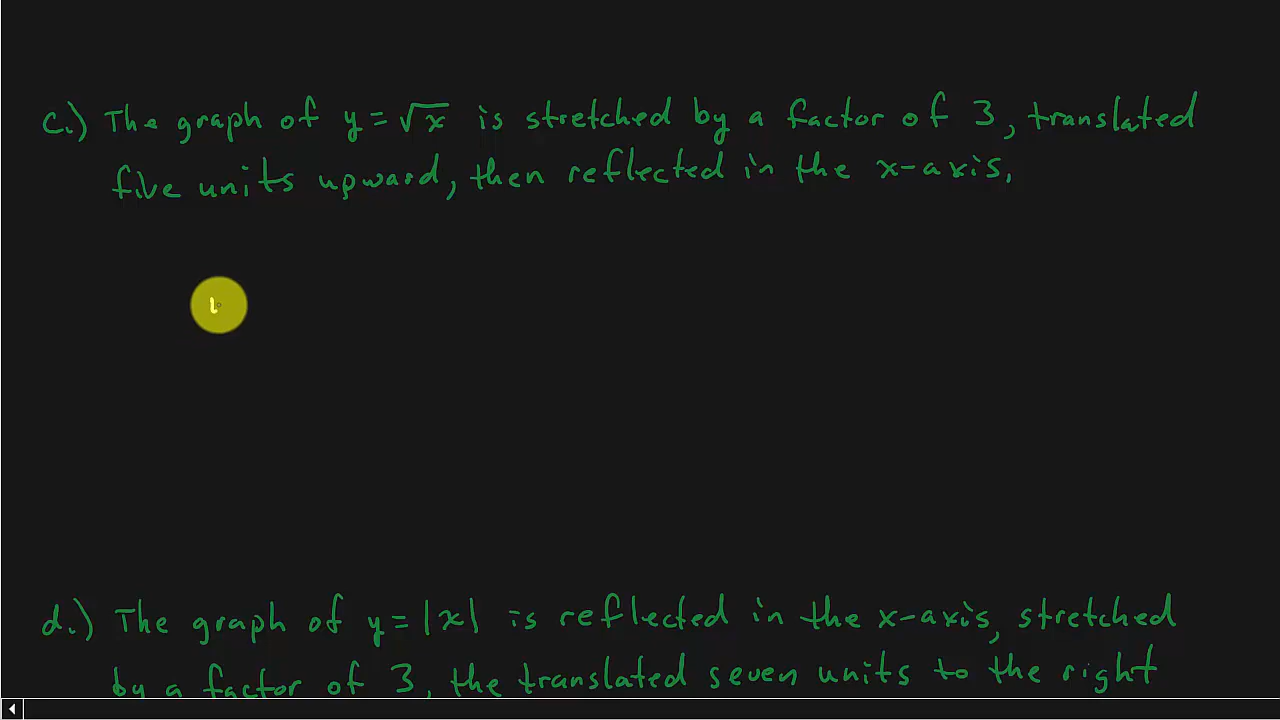 c.) The graph of y = √x is stretched by a factor of 3, translated
five units upward, then reflected in the x-axis.
d.) The graph of y = |x| is reflected in the x-axis, stretched
by a factor of 3, the translated seven units to the right